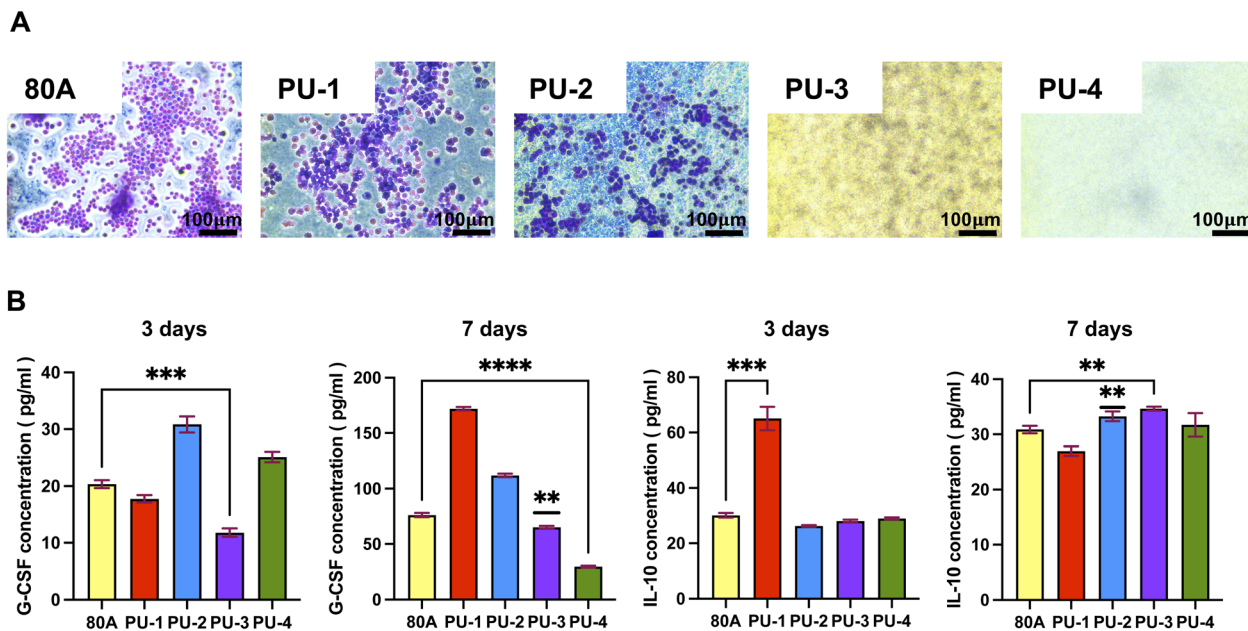 A
80A
PU-1
PU-2
PU-3
PU-4
100μm
100μm
100μm
100μm
100μm
B
3 days
7 days
3 days
7 days
G-CSF concentration ( pg/ml )
40
30
20
10
0
***
80A PU-1 PU-2 PU-3 PU-4
G-CSF concentration ( pg/ml )
200
150
100
50
0
****
**
80A PU-1 PU-2 PU-3 PU-4
IL-10 concentration ( pg/ml )
80
60
40
20
0
***
80A PU-1 PU-2 PU-3 PU-4
IL-10 concentration ( pg/ml )
40
30
20
10
0
**
**
80A PU-1 PU-2 PU-3 PU-4